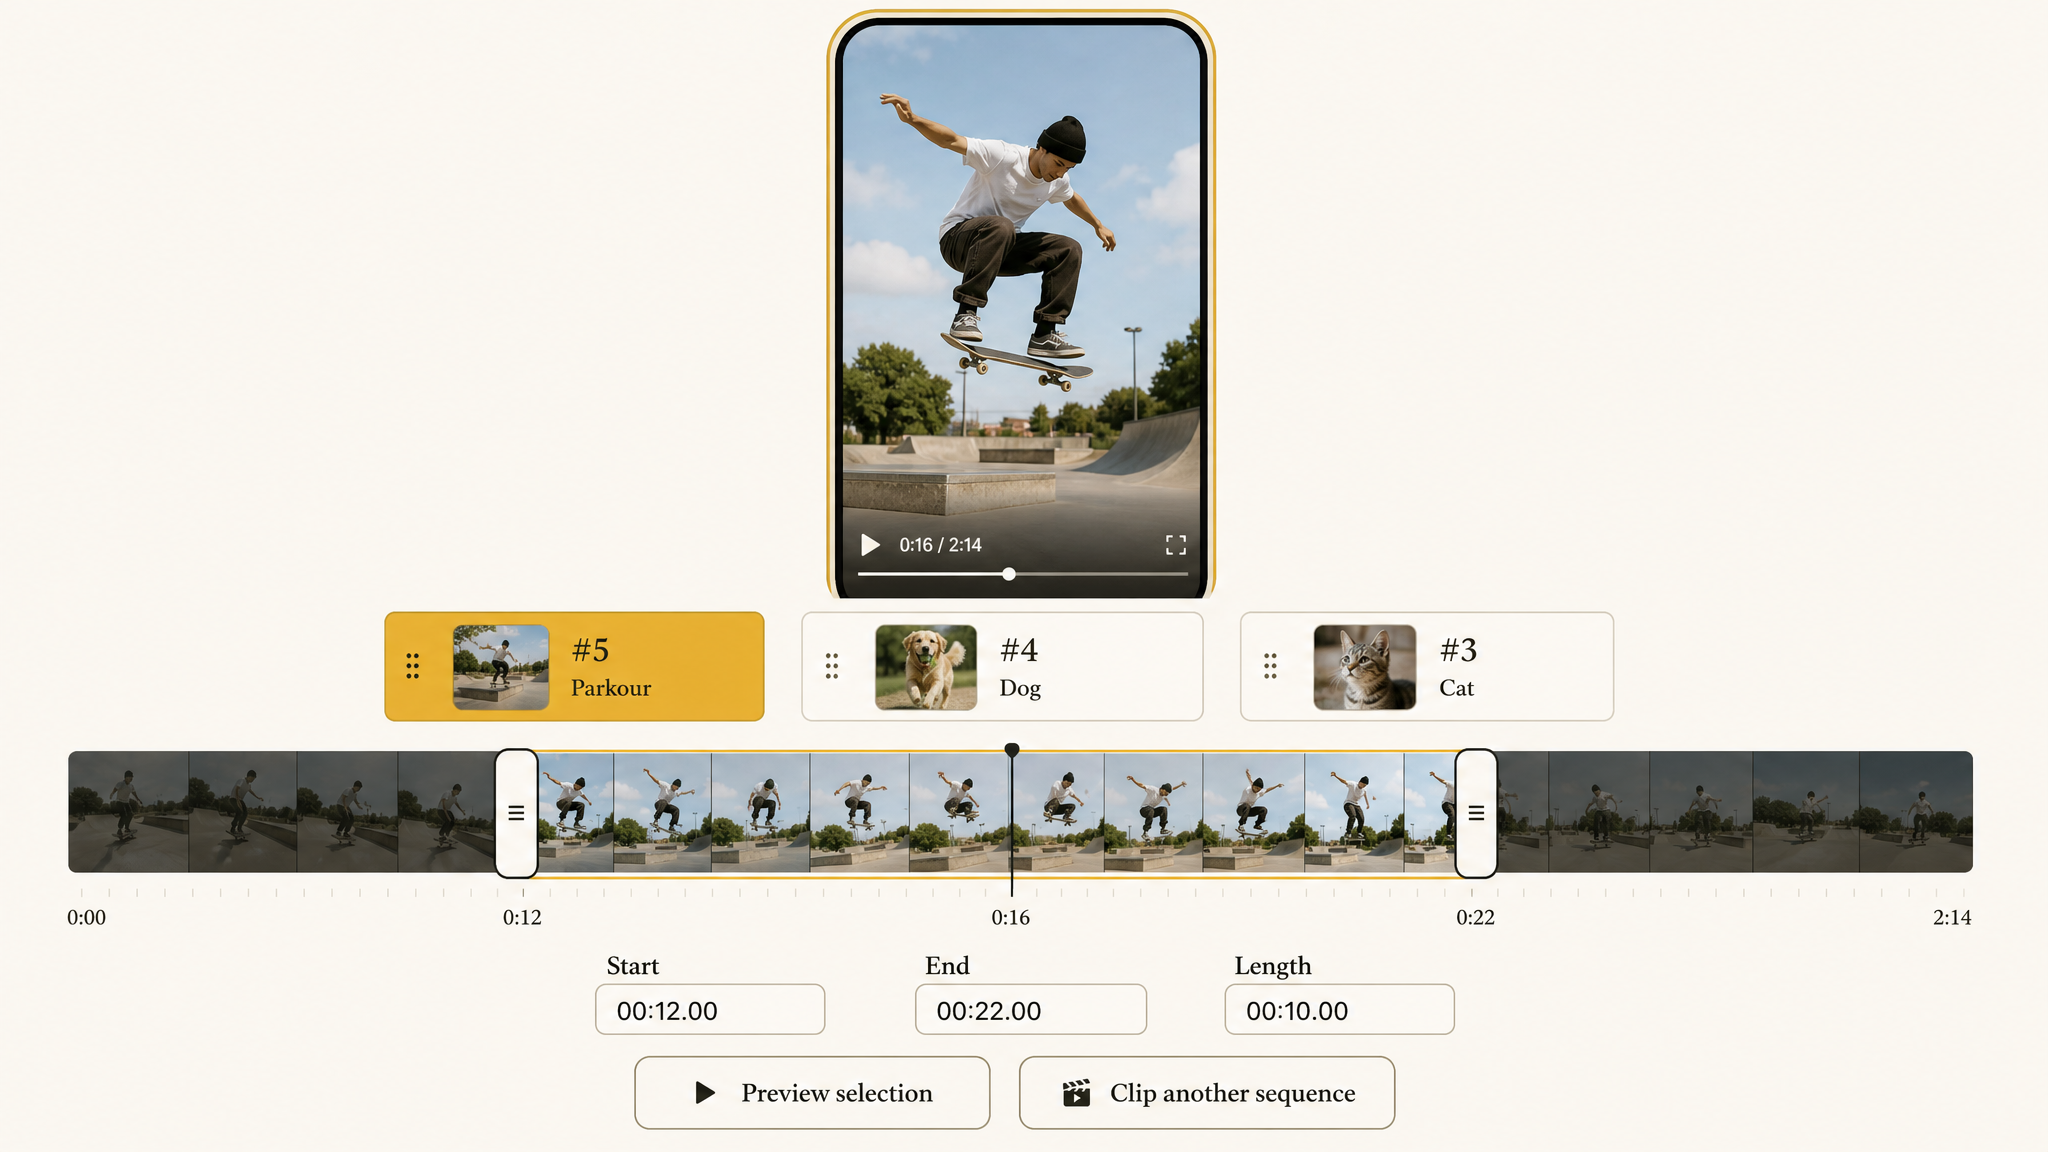 0:16 / 2:14
#5
Parkour
#4
Dog
#3
Cat
0:00
0:12
0:16
0:22
2:14
Start
End
Length
00:12.00
00:22.00
00:10.00
Preview selection
Clip another sequence